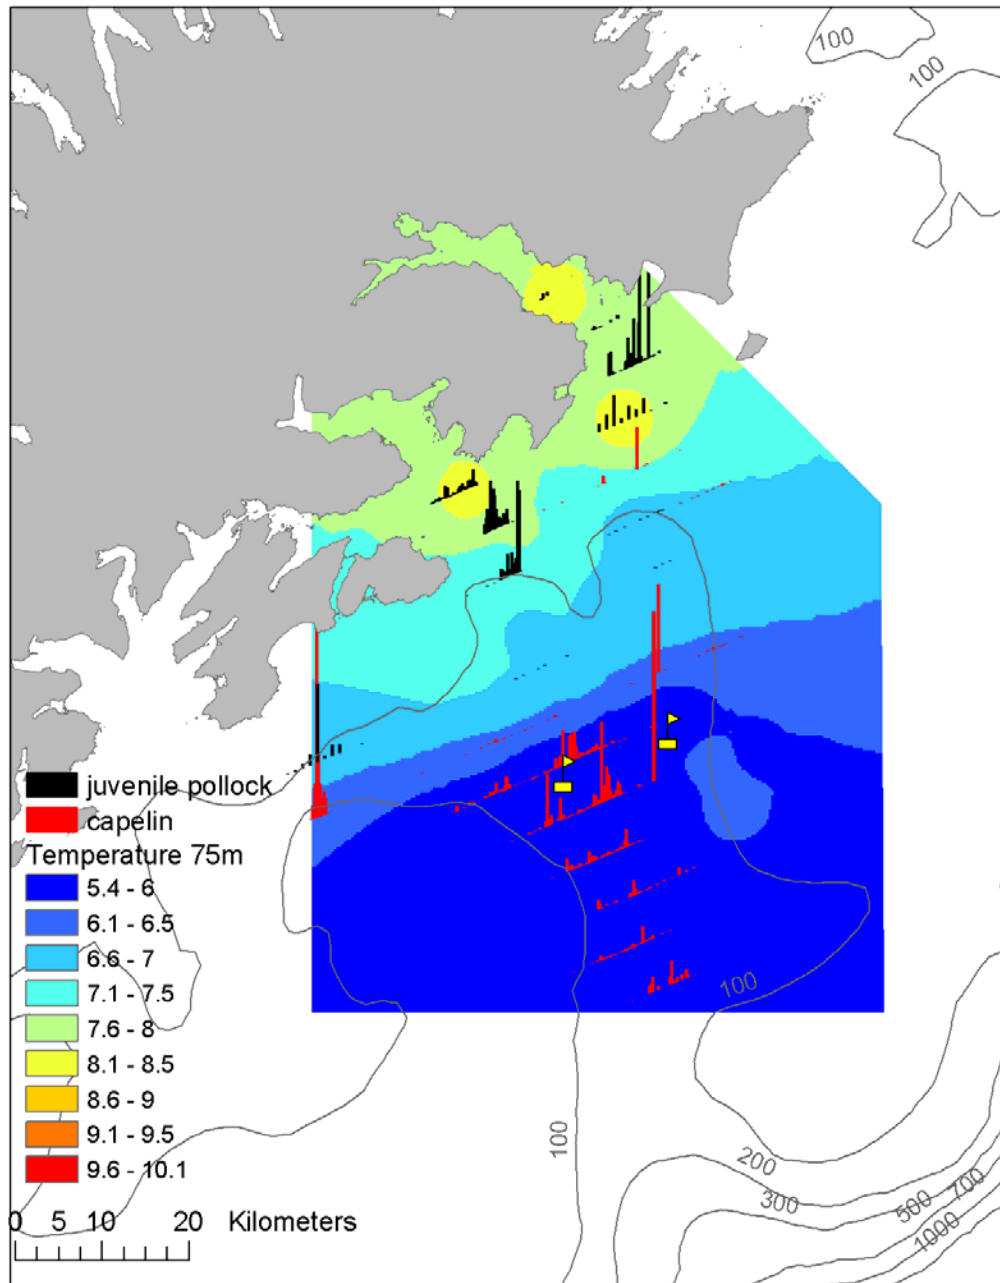 100
100
juvenile pollock
capelin
Temperature 75m
5.4 - 6
6.1 - 6.5
6.6 - 7
7.1 - 7.5
7.6 - 8
8.1 - 8.5
8.6 - 9
9.1 - 9.5
9.6 - 10.1
100
100
200
300
500
700
1000
0 5 10 20 Kilometers